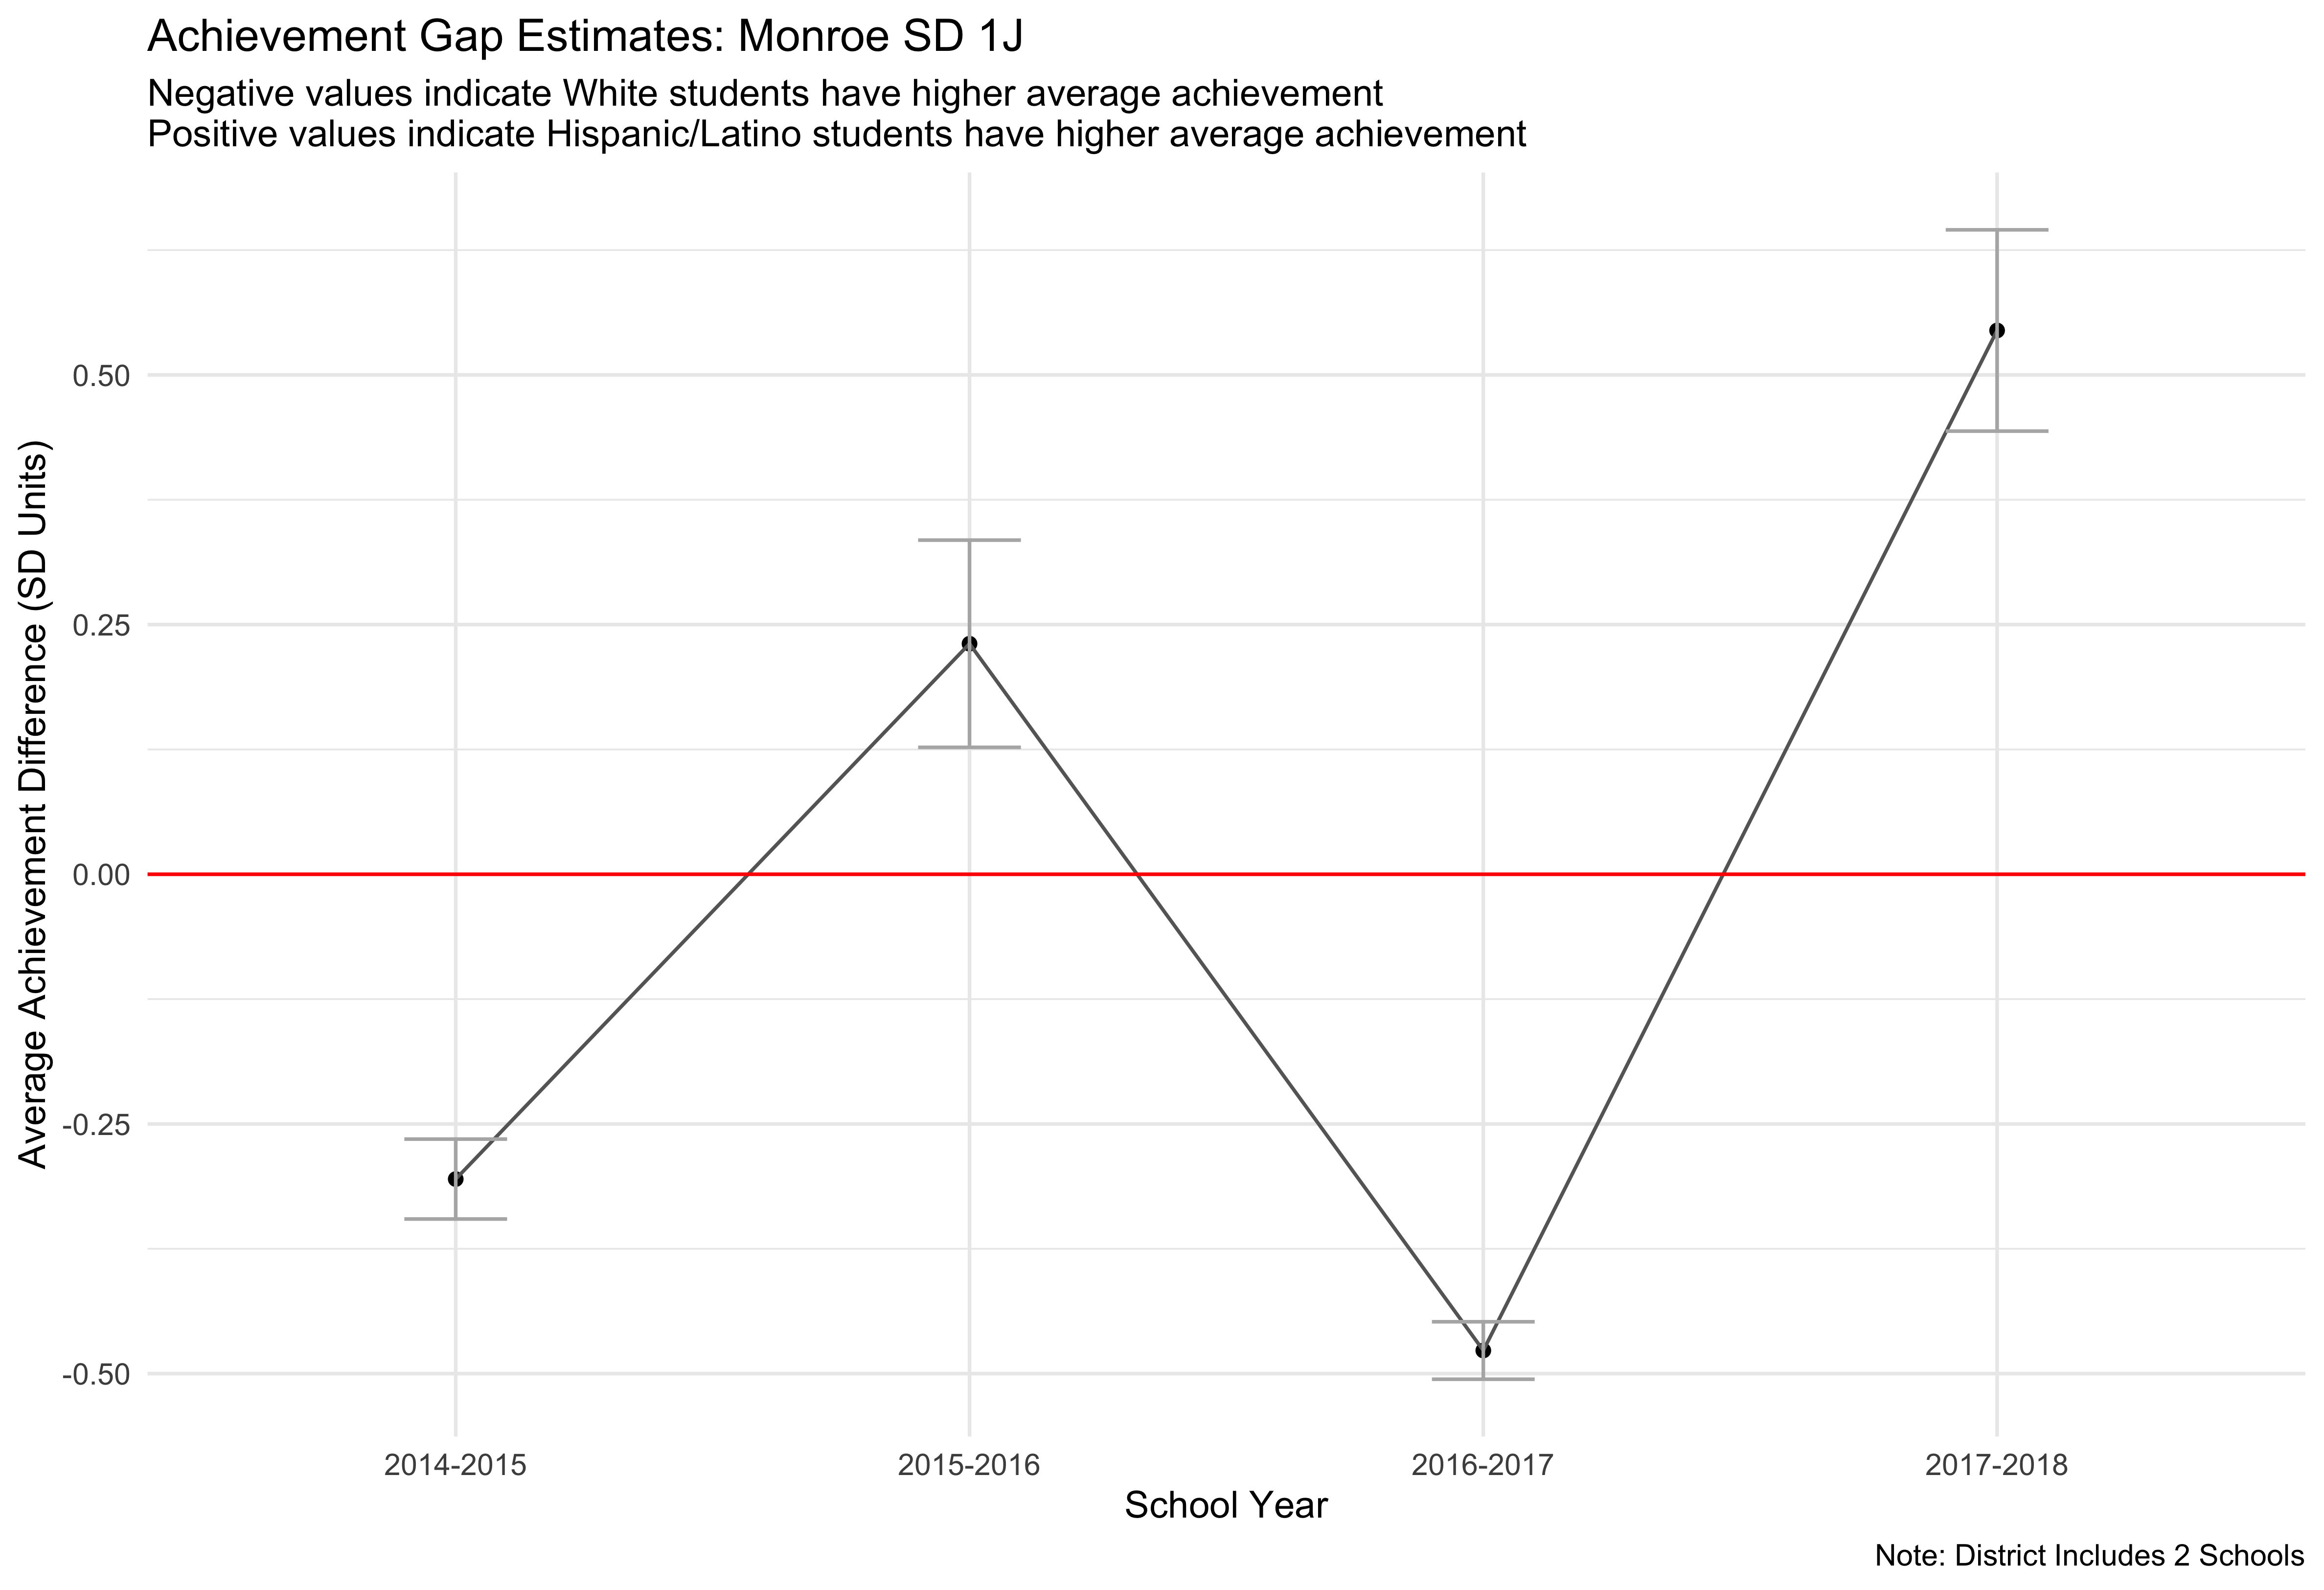 Achievement Gap Estimates: Monroe SD 1J
Negative values indicate White students have higher average achievement
Positive values indicate Hispanic/Latino students have higher average achievement
Average Achievement Difference (SD Units)
0.50
0.25
0.00
-0.25
-0.50
2014-2015
2015-2016
2016-2017
2017-2018
School Year
Note: District Includes 2 Schools